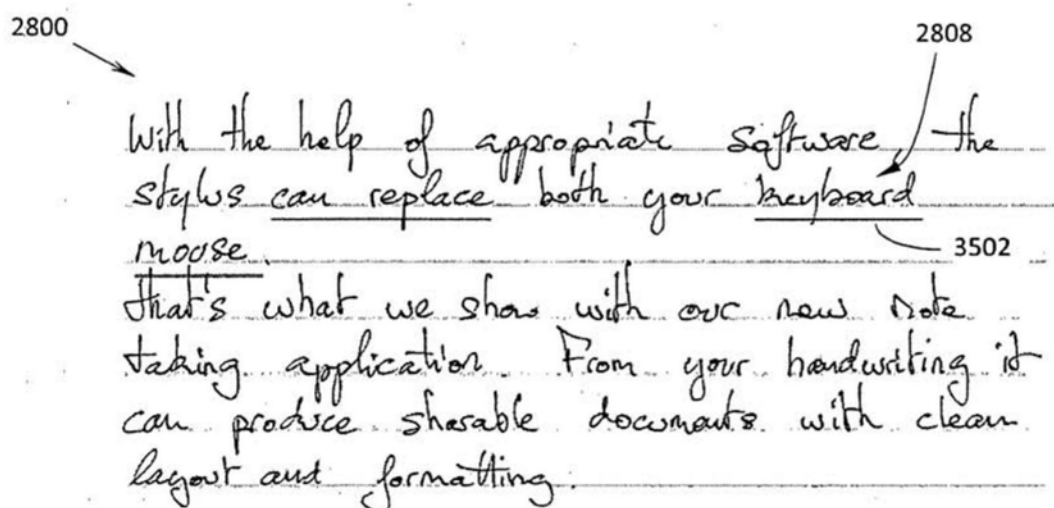 2800
2808
With the help of appropriate software, the
stylus can replace both your keyboard
3502
mouse.
that's what we show with our new note
taking application. From your handwriting it
can produce sharable documents with clean
layout and formatting.